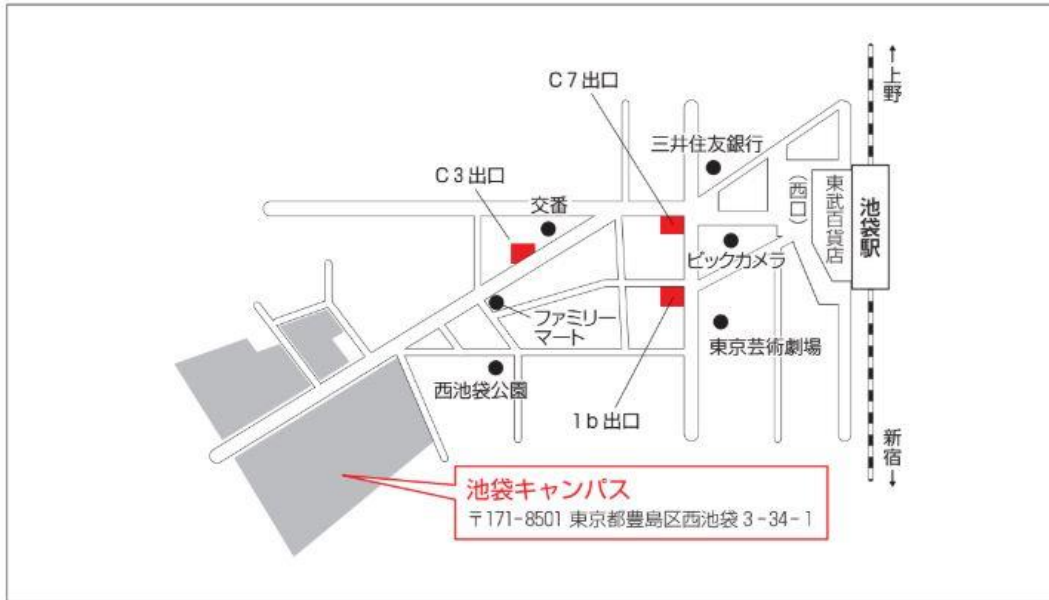 C7出口
↑上野
三井住友銀行
C3出口
交番
(西口)
東武百貨店
池袋駅
ビックカメラ
ファミリー
マート
東京芸術劇場
西池袋公園
1b出口
新宿↓
池袋キャンパス
〒171-8501 東京都豊島区西池袋3-34-1